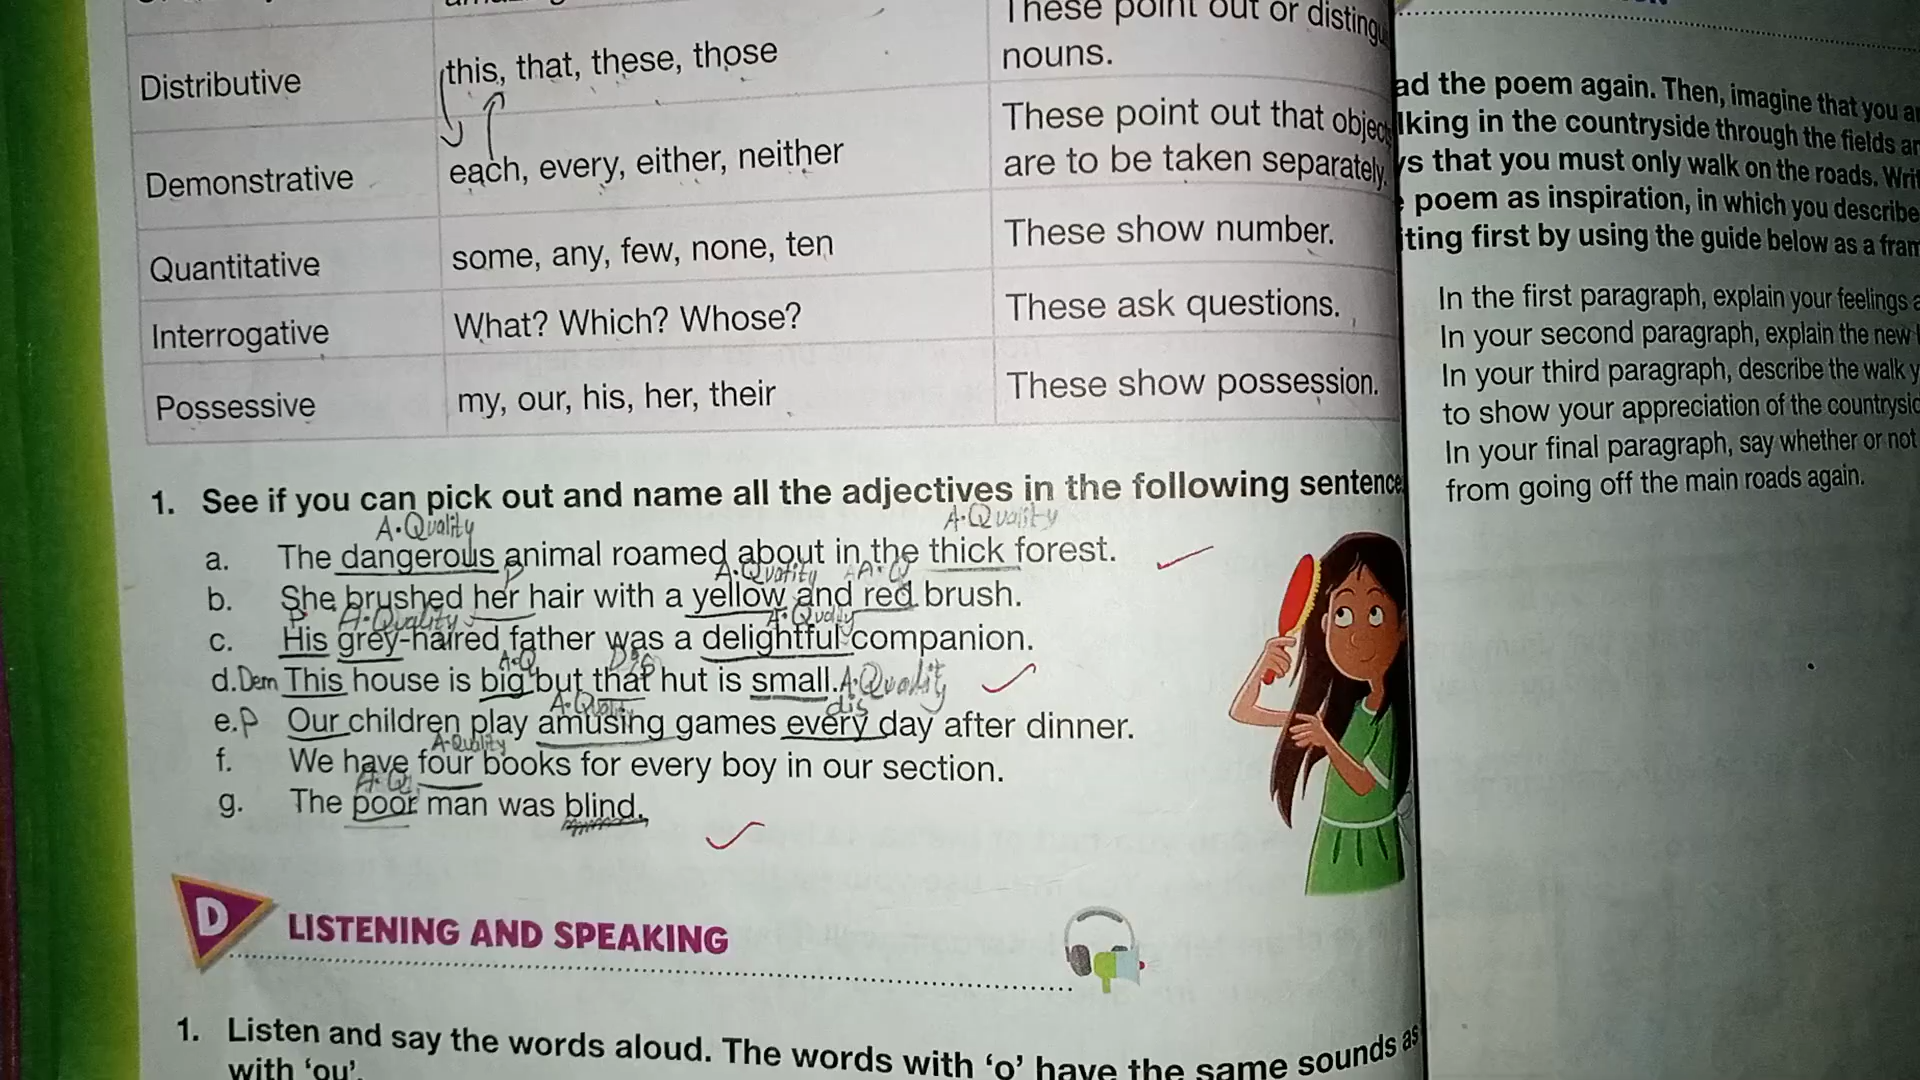 These point out or
Distributive this, that, these, those nouns.
Demonstrative each, every, either, neither These point out that are to be taken separately.
Quantitative some, any, few, none, ten These show number.
Interrogative What? Which? Whose? These ask questions.
Possessive my, our, his, her, their These show possession.
1. See if you can pick out and name all the adjectives in the following
A.Quality A.Quality
a. The dangerous animal roamed about in the thick forest.
P A.Quality A.Q
b. She brushed her hair with a yellow and red brush.
P A.Quality A.Quality
c. His grey-haired father was a delightful companion.
A.Q
d. Dem This house is big but that hut is small. A.Quality
A.Quality dis
e. P Our children play amusing games every day after dinner.
A-Quality
f. We have four books for every boy in our section.
A.Q
g. The poor man was blind.
D
LISTENING AND SPEAKING
1. Listen and say the words aloud. The words with ‘o’ have the same sounds as
with ‘ou’.
the poem again. Then, imagine that you
in the countryside through the fields
that you must only walk on the roads.
poem as inspiration, in which you describe
first by using the guide below as a
In the first paragraph, explain your feelings
In your second paragraph, explain the new
In your third paragraph, describe the walk
to show your appreciation of the
In your final paragraph, say whether or not
from going off the main roads again.